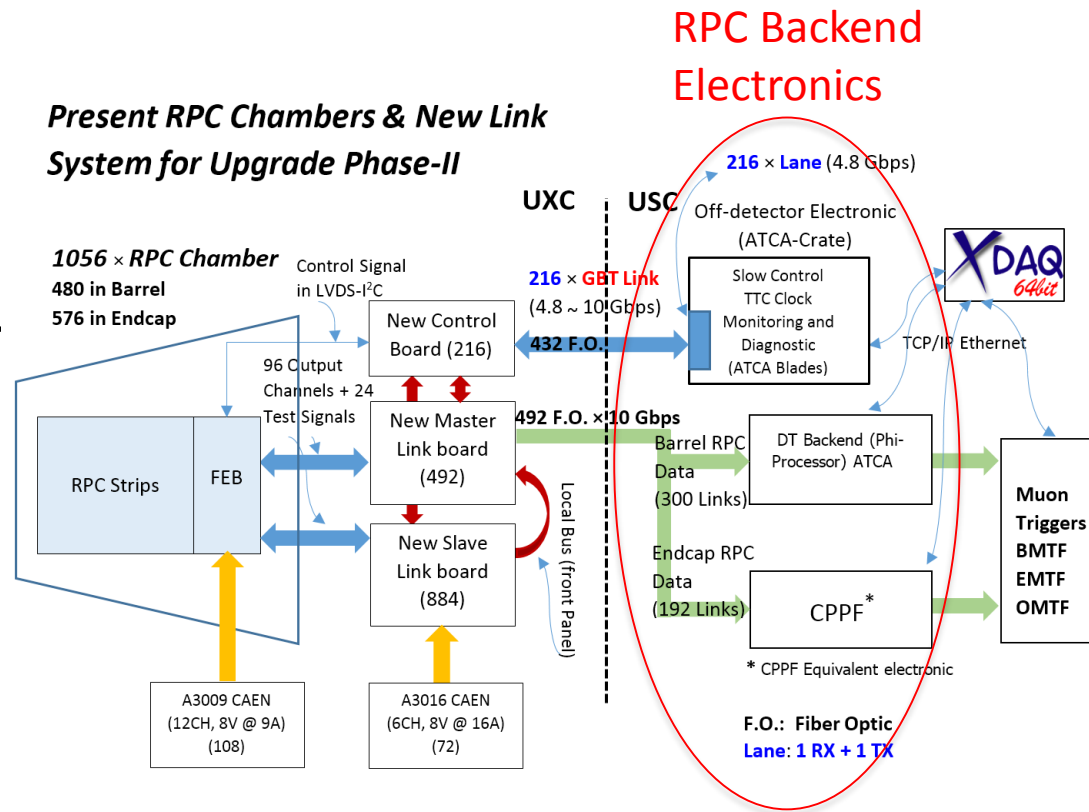 RPC Backend
Electronics
Present RPC Chambers & New Link
System for Upgrade Phase-II
216 × Lane (4.8 Gbps)
UXC
USC
Off-detector Electronic
(ATCA-Crate)
1056 × RPC Chamber
480 in Barrel
576 in Endcap
Control Signal
in LVDS-I²C
216 × GBT Link
(4.8 ~ 10 Gbps)
432 F.O.
New Control
Board (216)
Slow Control
TTC Clock
Monitoring and
Diagnostic
(ATCA Blades)
XDAQ
64bit
TCP/IP Ethernet
96 Output
Channels + 24
Test Signals
New Master
Link board
(492)
492 F.O. × 10 Gbps
Barrel RPC
Data
(300 Links)
DT Backend (Phi-
Processor) ATCA
RPC Strips
FEB
New Slave
Link board
(884)
Local Bus (front Panel)
Endcap RPC
Data
(192 Links)
CPPF*
* CPPF Equivalent electronic
Muon
Triggers
BMTF
EMTF
OMTF
A3009 CAEN
(12CH, 8V @ 9A)
(108)
A3016 CAEN
(6CH, 8V @ 16A)
(72)
F.O.: Fiber Optic
Lane: 1 RX + 1 TX